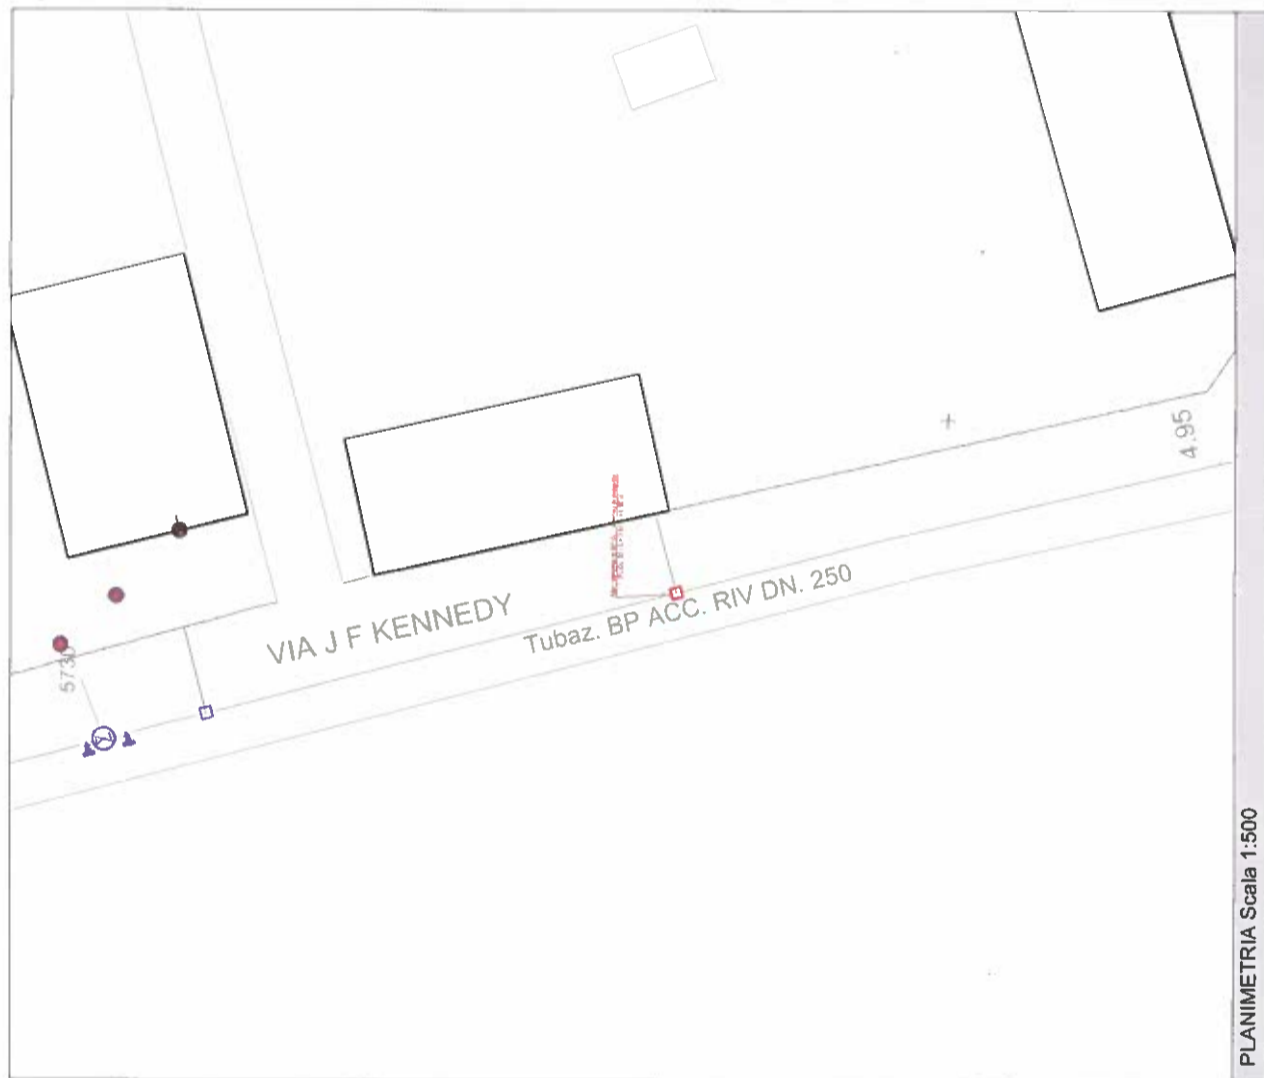 4.95
VIA J F KENNEDY
Tubaz. BP ACC. RIV DN. 250
5730
PLANIMETRIA Scala 1:500